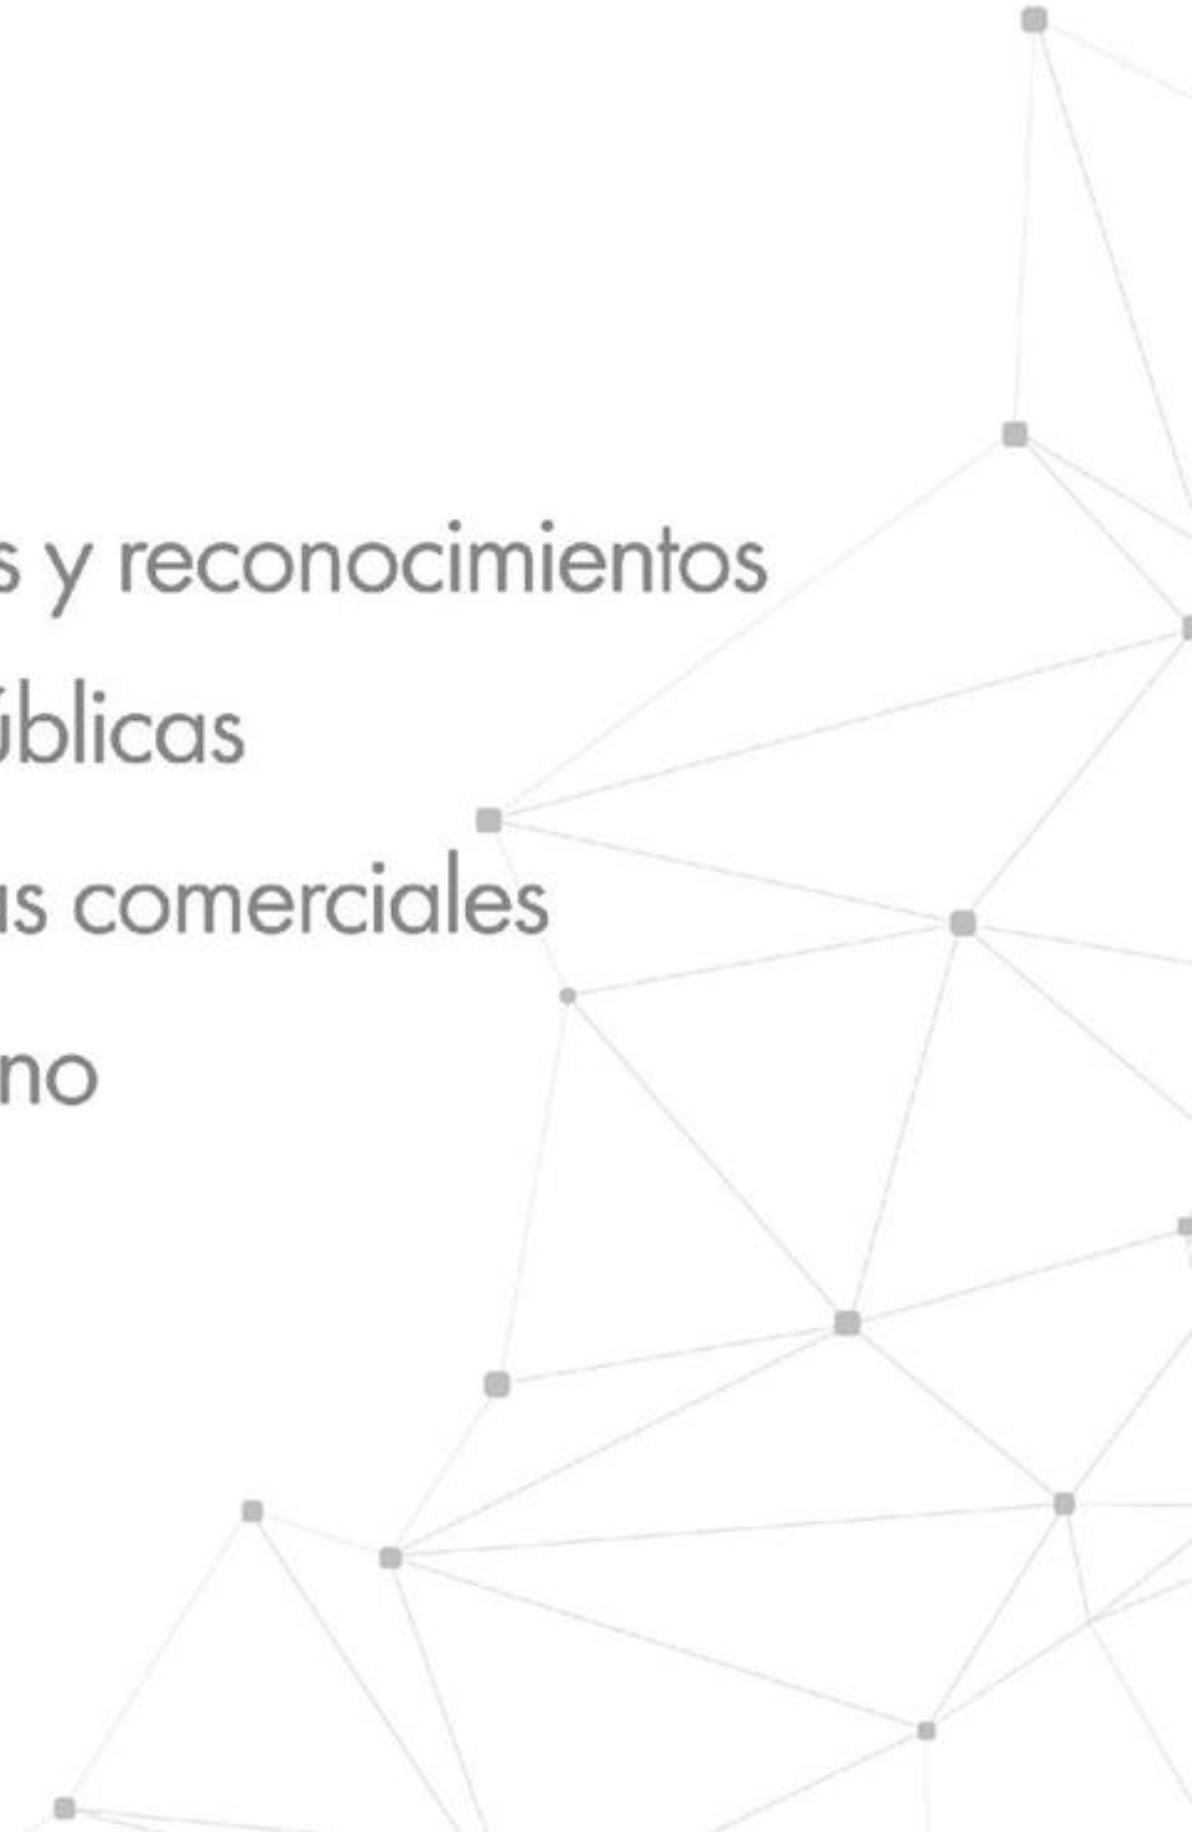 s y reconocimientos
úblicas
as comerciales
no